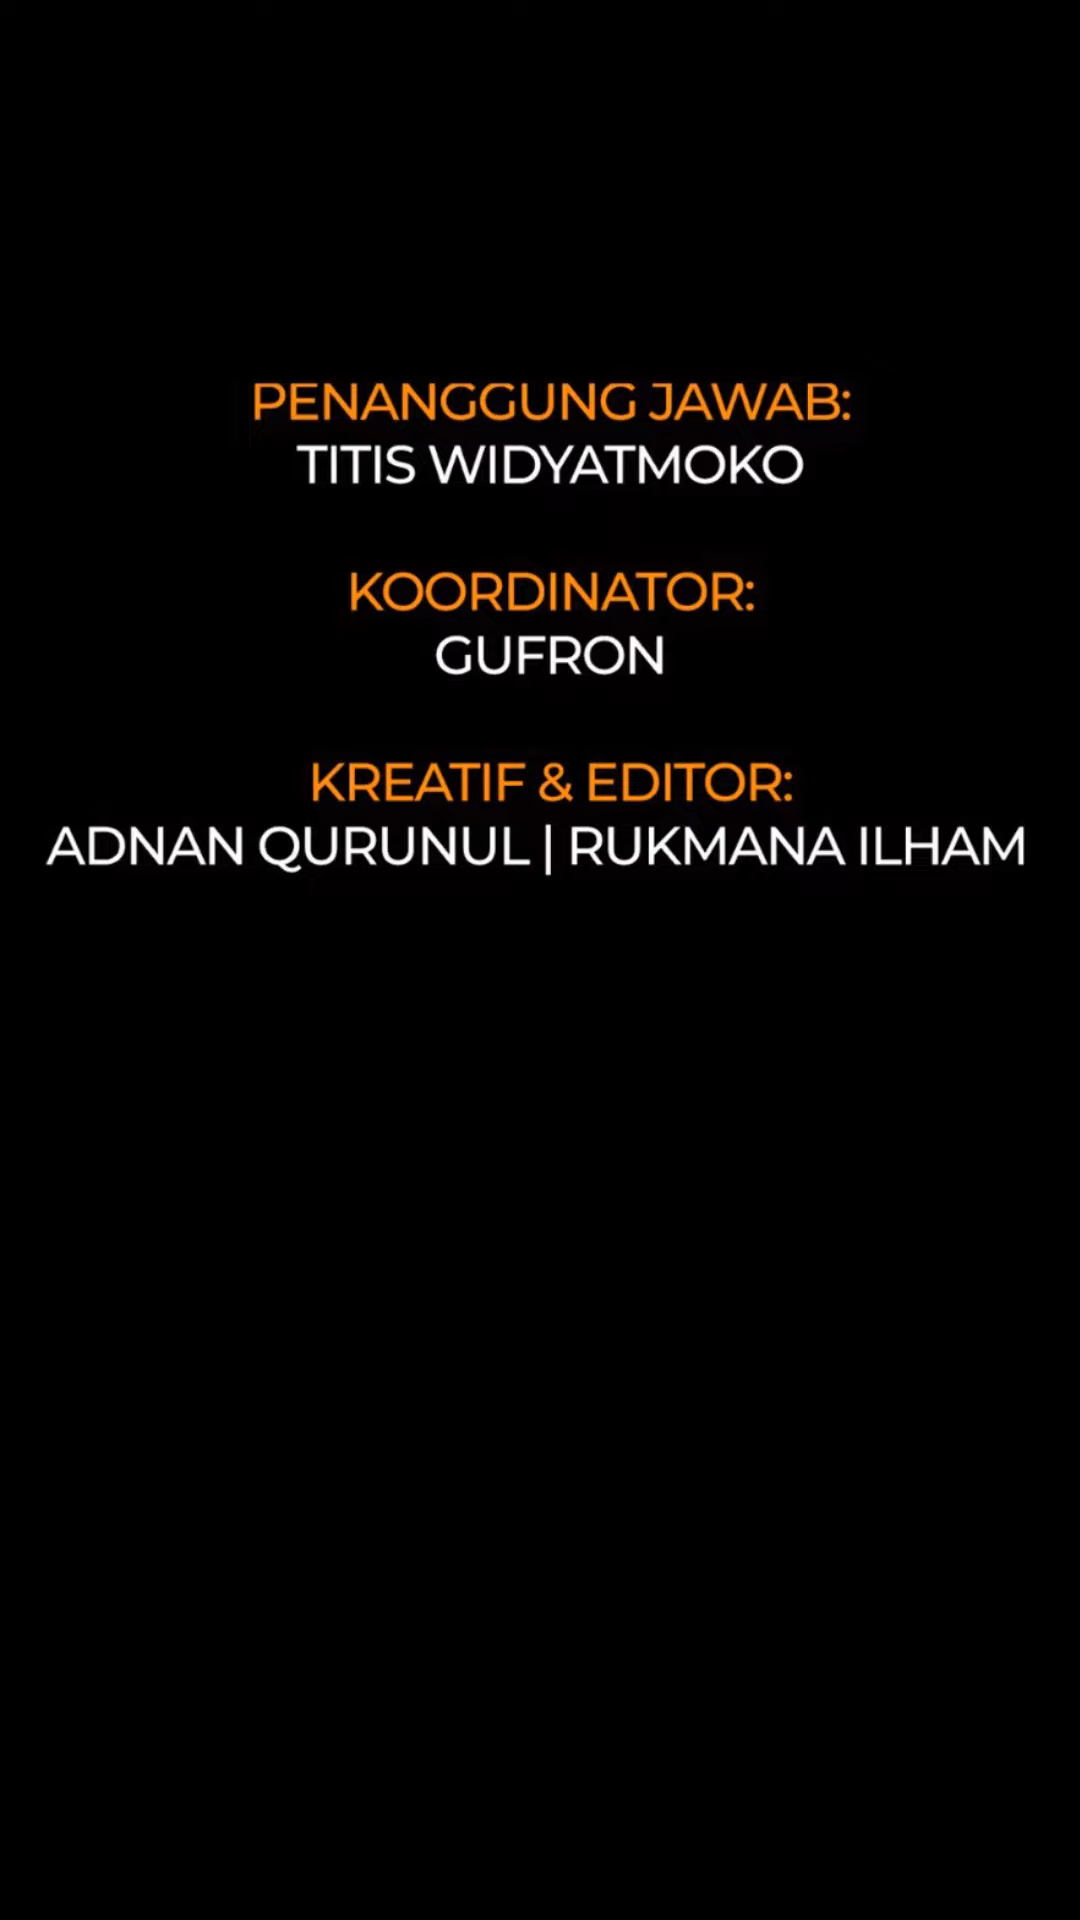 PENANGGUNG JAWAB:
TITIS WIDYATMOKO
KOORDINATOR:
GUFRON
KREATIF & EDITOR:
ADNAN QURUNUL | RUKMANA ILHAM